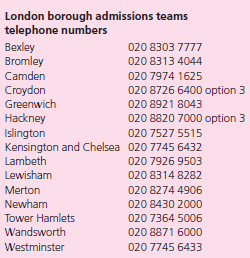 London borough admissions teams
telephone numbers
Bexley 020 8303 7777
Bromley 020 8313 4044
Camden 020 7974 1625
Croydon 020 8726 6400 option 3
Greenwich 020 8921 8043
Hackney 020 8820 7000 option 3
Islington 020 7527 5515
Kensington and Chelsea 020 7745 6432
Lambeth 020 7926 9503
Lewisham 020 8314 8282
Merton 020 8274 4906
Newham 020 8430 2000
Tower Hamlets 020 7364 5006
Wandsworth 020 8871 6000
Westminster 020 7745 6433